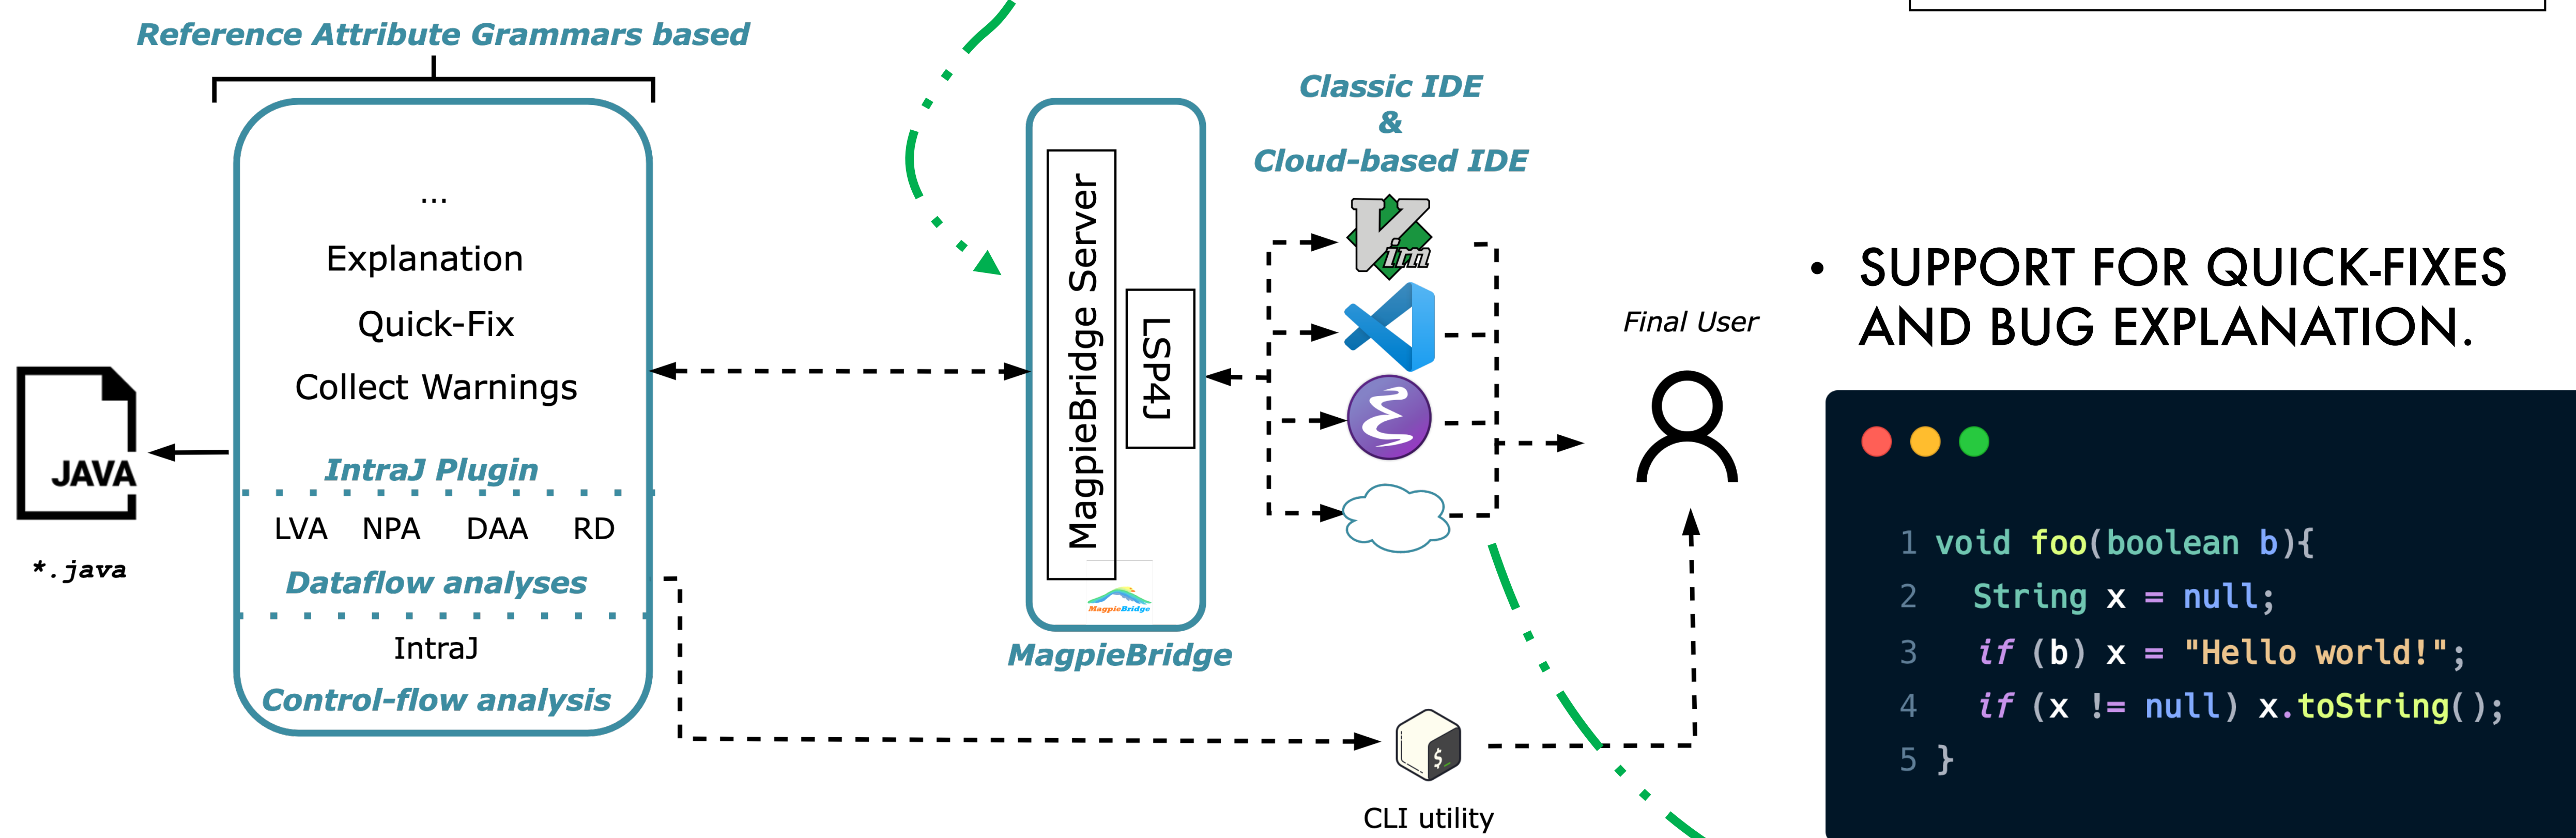 Reference Attribute Grammars based
...
Explanation
Quick-Fix
Collect Warnings
IntraJ Plugin
LVA NPA DAA RD
Dataflow analyses
IntraJ
Control-flow analysis
JAVA
*.java
MagpieBridge Server
LSP4J
MagpieBridge
MagpieBridge
Classic IDE
&
Cloud-based IDE
Vim
Final User
$_
CLI utility
• SUPPORT FOR QUICK-FIXES
AND BUG EXPLANATION.
1 void foo(boolean b){
2 String x = null;
3 if (b) x = "Hello world!";
4 if (x != null) x.toString();
5 }